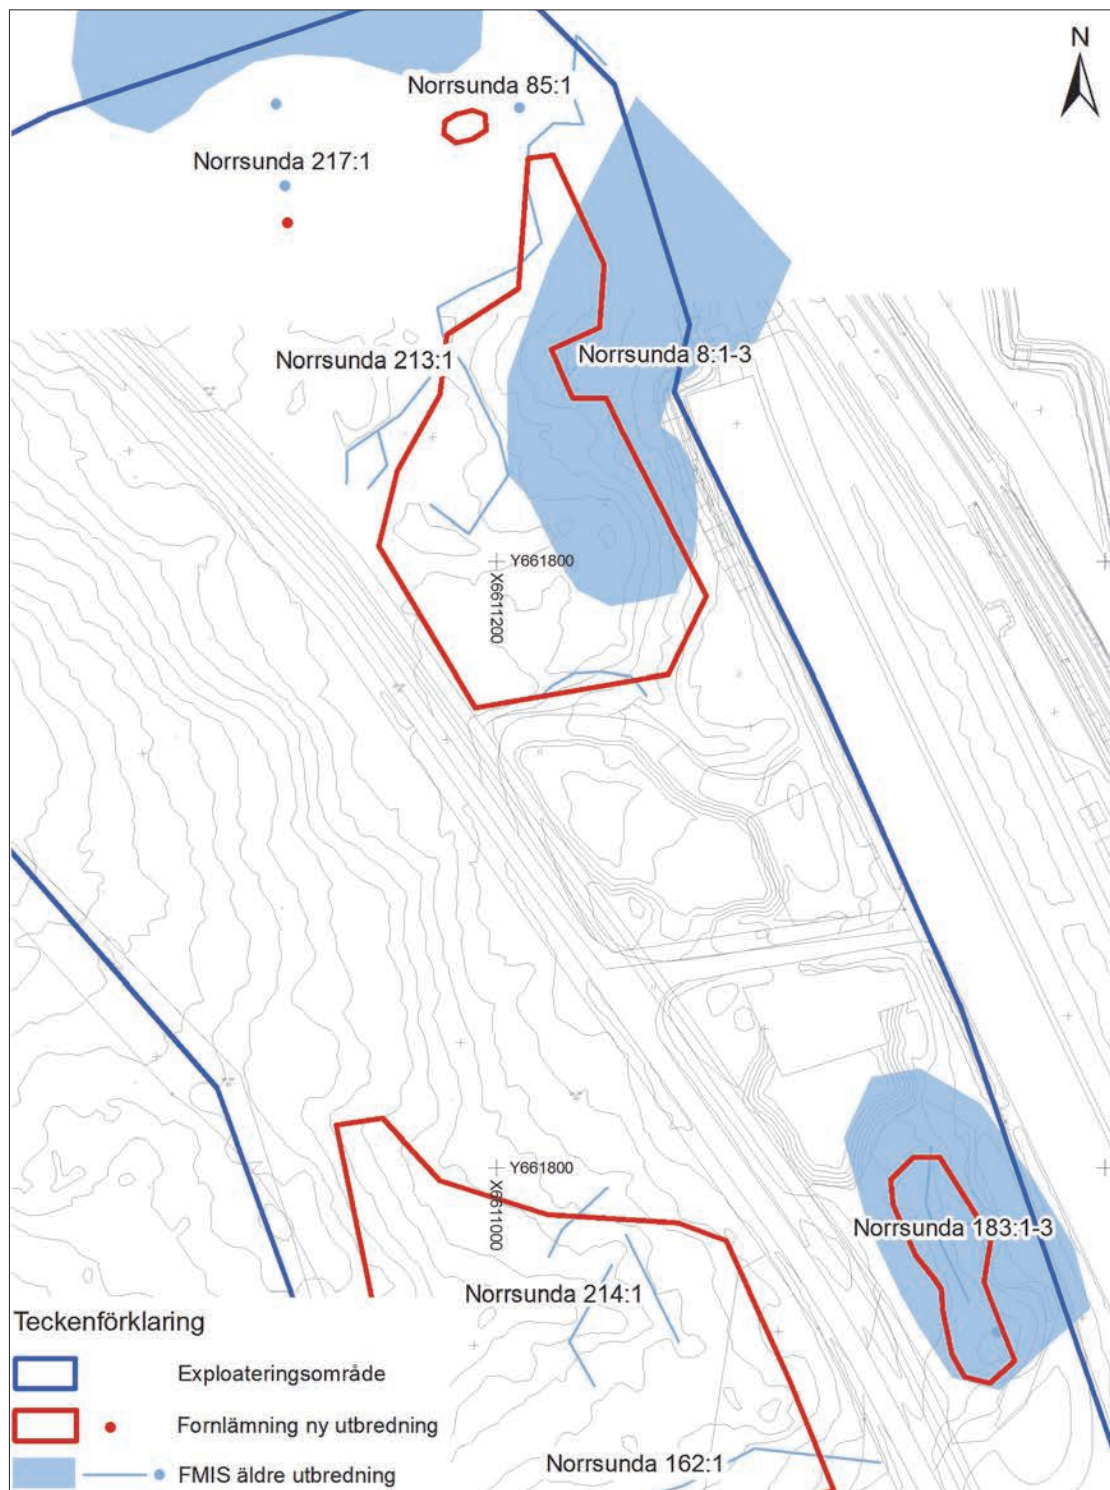 N
Norrsunda 85:1
Norrsunda 217:1
Norrsunda 213:1
Norrsunda 8:1-3
Y661800
X6611200
Y661800
X6611000
Norrsunda 183:1-3
Norrsunda 214:1
Teckenförklaring
Exploateringsområde
Fornlämning ny utbredning
Norrsunda 162:1
FMIS äldre utbredning